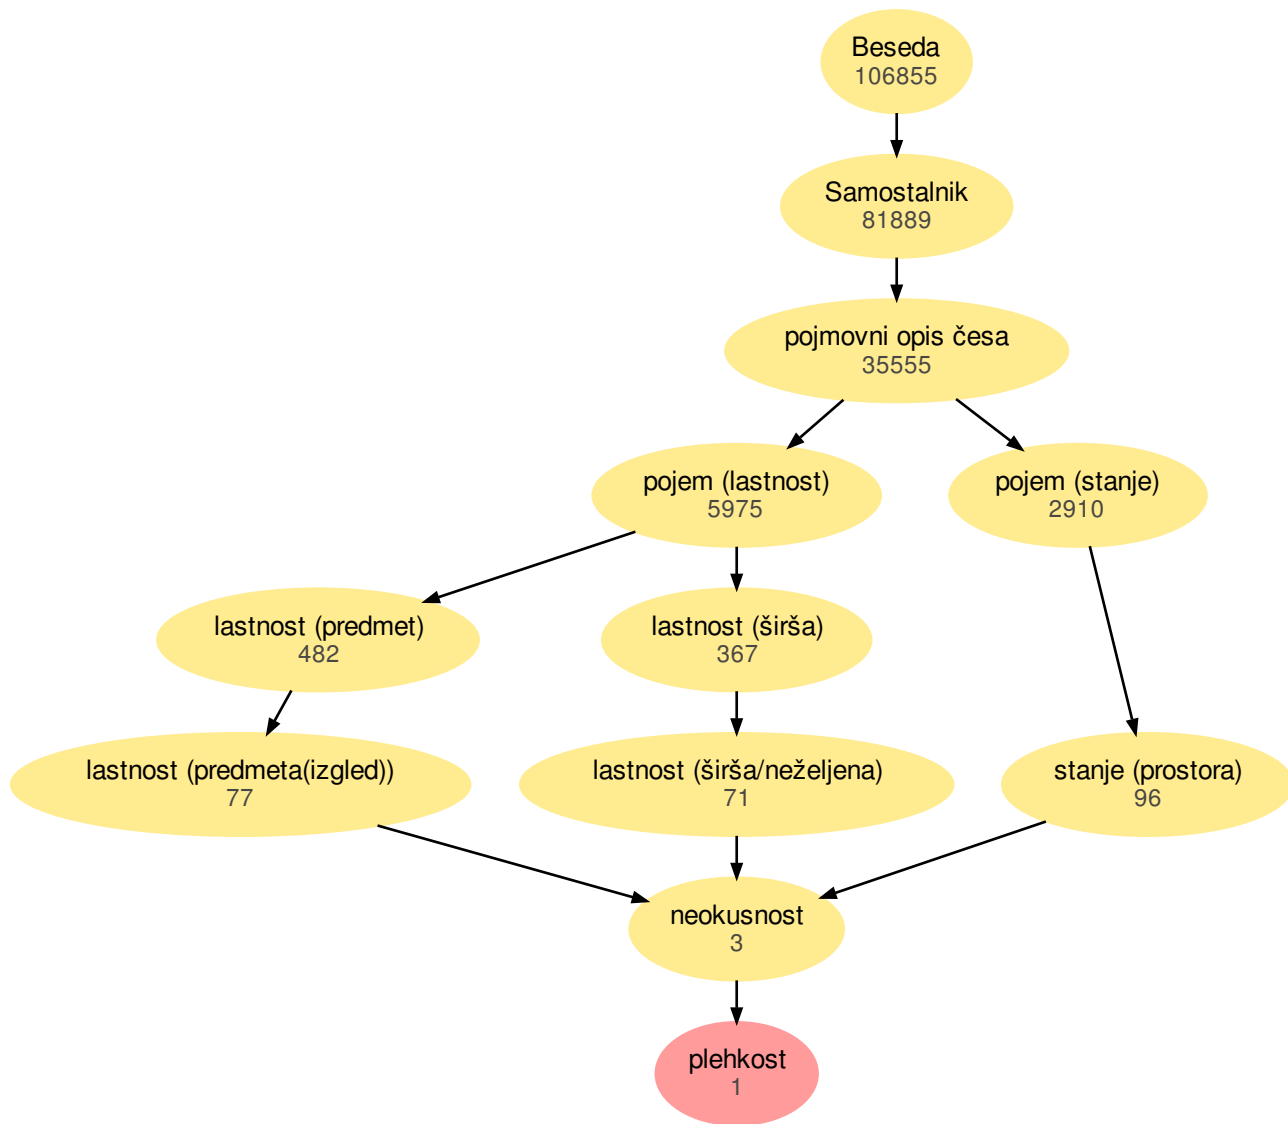 Beseda
106855
Samostalnik
81889
pojmovni opis česa
35555
pojem (lastnost)
5975
pojem (stanje)
2910
lastnost (predmet)
482
lastnost (širša)
367
lastnost (predmeta(izgled))
77
lastnost (širša/neželjena)
71
stanje (prostora)
96
neokusnost
3
plehkost
1